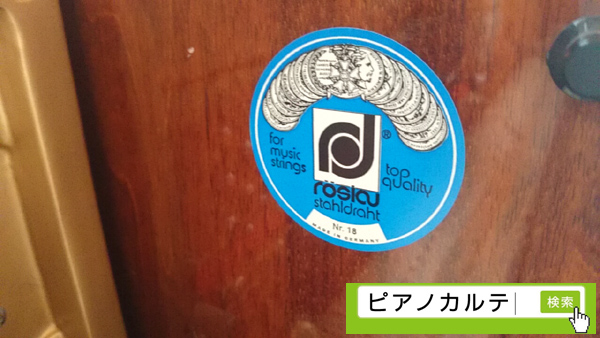 for
music
strings
®
top
quality
röslau
stahldraht
Nr. 18
MADE IN GERMANY
ピアノカルテ
検索